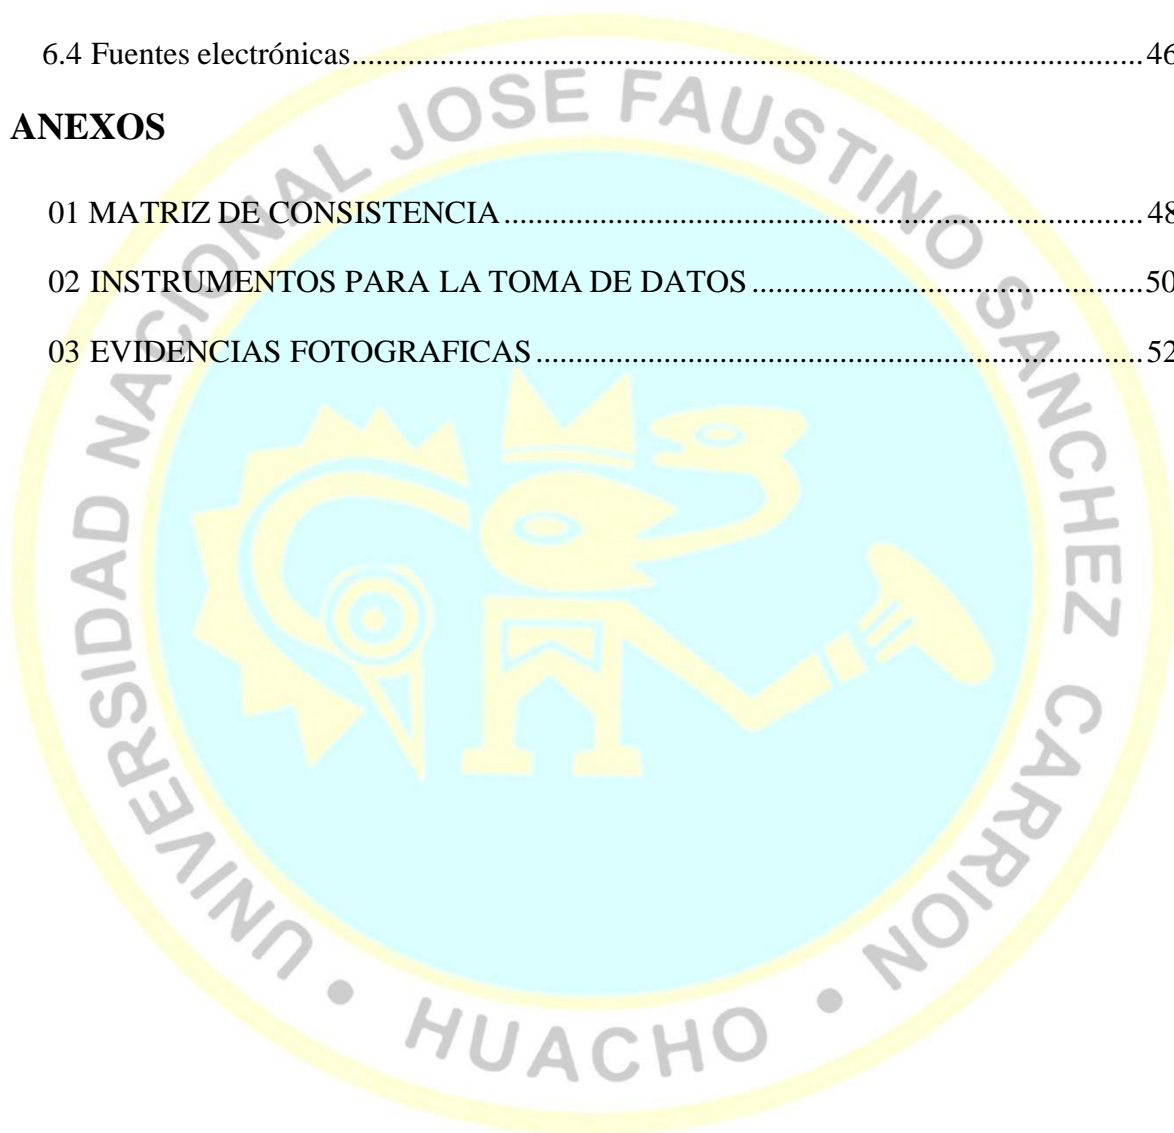 6.4 Fuentes electrónicas....................................................................................................46
ANEXOS
01 MATRIZ DE CONSISTENCIA................................................................................48
02 INSTRUMENTOS PARA LA TOMA DE DATOS.................................................50
03 EVIDENCIAS FOTOGRAFICAS............................................................................52
UNIVERSIDAD NACIONAL JOSE FAUSTINO SANCHEZ CARRION
• HUACHO •